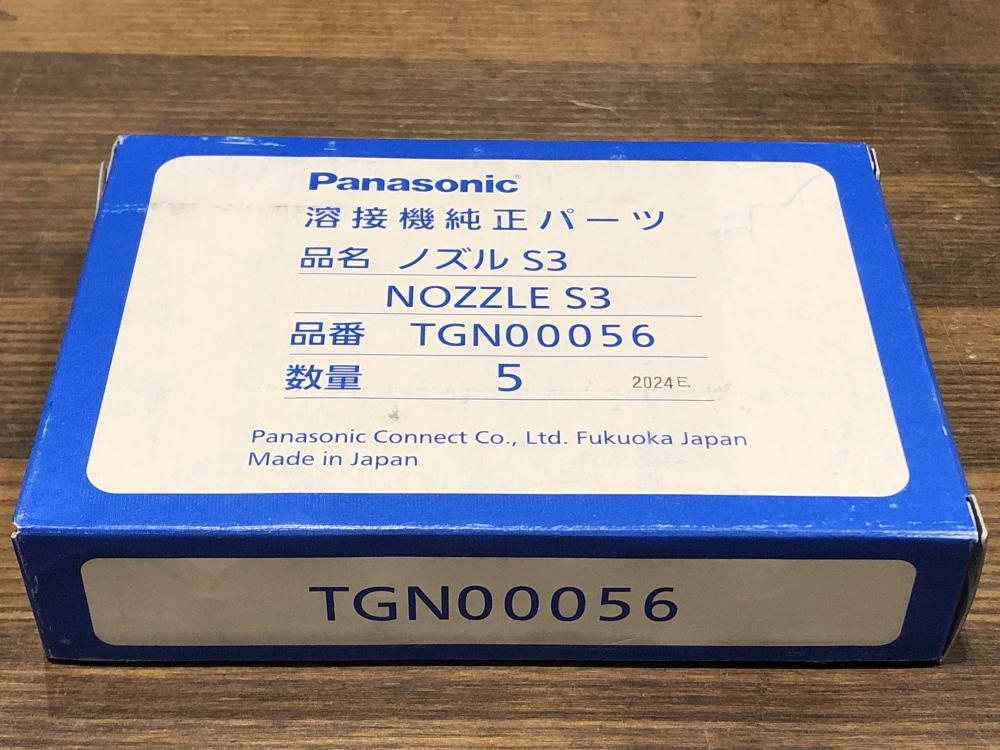 Panasonic
溶接機純正パーツ
品名 ノズル S3
NOZZLE S3
品番 TGN00056
数量 5 2024E
Panasonic Connect Co., Ltd. Fukuoka Japan
Made in Japan
TGN00056